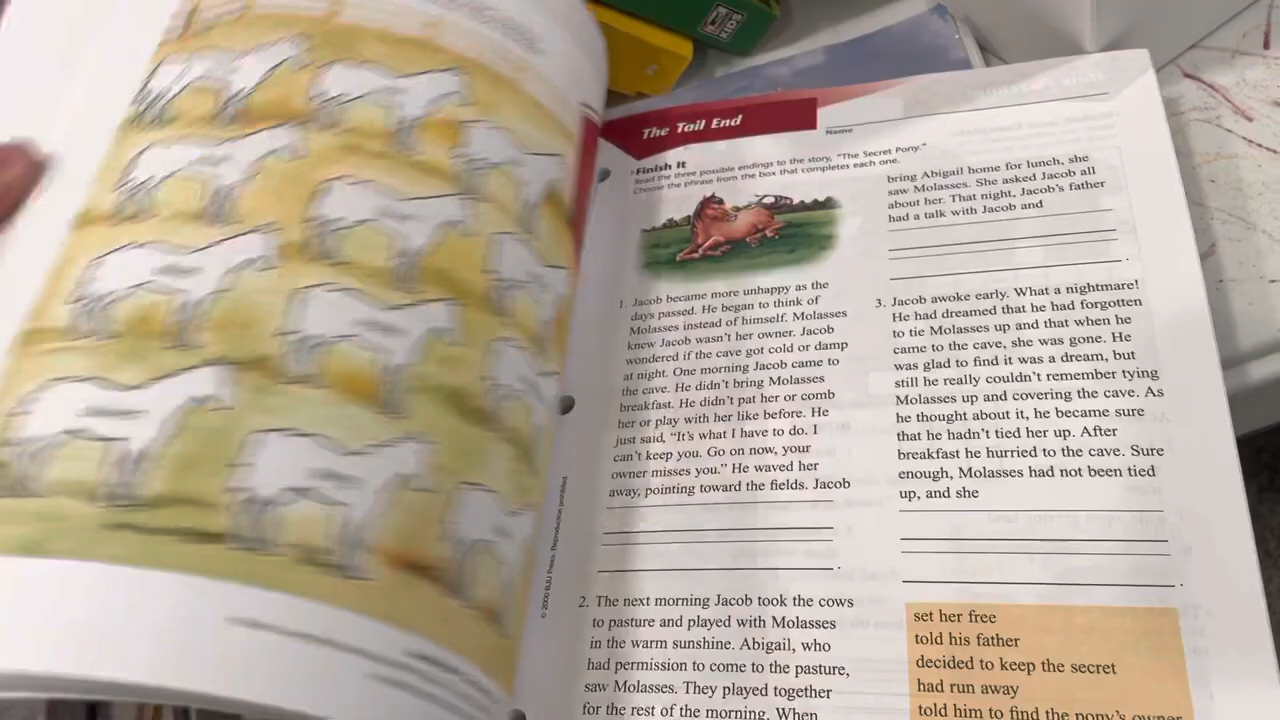 KIDS
The Tail End
Name
Finish It
Read the three possible endings to the story, "The Secret Pony."
Choose the phrase from the box that completes each one.
1. Jacob became more unhappy as the
days passed. He began to think of
Molasses instead of himself. Molasses
knew Jacob wasn't her owner. Jacob
wondered if the cave got cold or damp
at night. One morning Jacob came to
the cave. He didn't bring Molasses
breakfast. He didn't pat her or comb
her or play with her like before. He
just said, "It's what I have to do. I
can't keep you. Go on now, your
owner misses you." He waved her
away, pointing toward the fields. Jacob
.
2. The next morning Jacob took the cows
to pasture and played with Molasses
in the warm sunshine. Abigail, who
had permission to come to the pasture,
saw Molasses. They played together
for the rest of the morning. When
bring Abigail home for lunch, she
saw Molasses. She asked Jacob all
about her. That night, Jacob's father
had a talk with Jacob and
.
3. Jacob awoke early. What a nightmare!
He had dreamed that he had forgotten
to tie Molasses up and that when he
came to the cave, she was gone. He
was glad to find it was a dream, but
still he really couldn't remember tying
Molasses up and covering the cave. As
he thought about it, he became sure
that he hadn't tied her up. After
breakfast he hurried to the cave. Sure
enough, Molasses had not been tied
up, and she
.
set her free
told his father
decided to keep the secret
had run away
told him to find the pony's owner
© 2000 BJU Press. Reproduction prohibited.